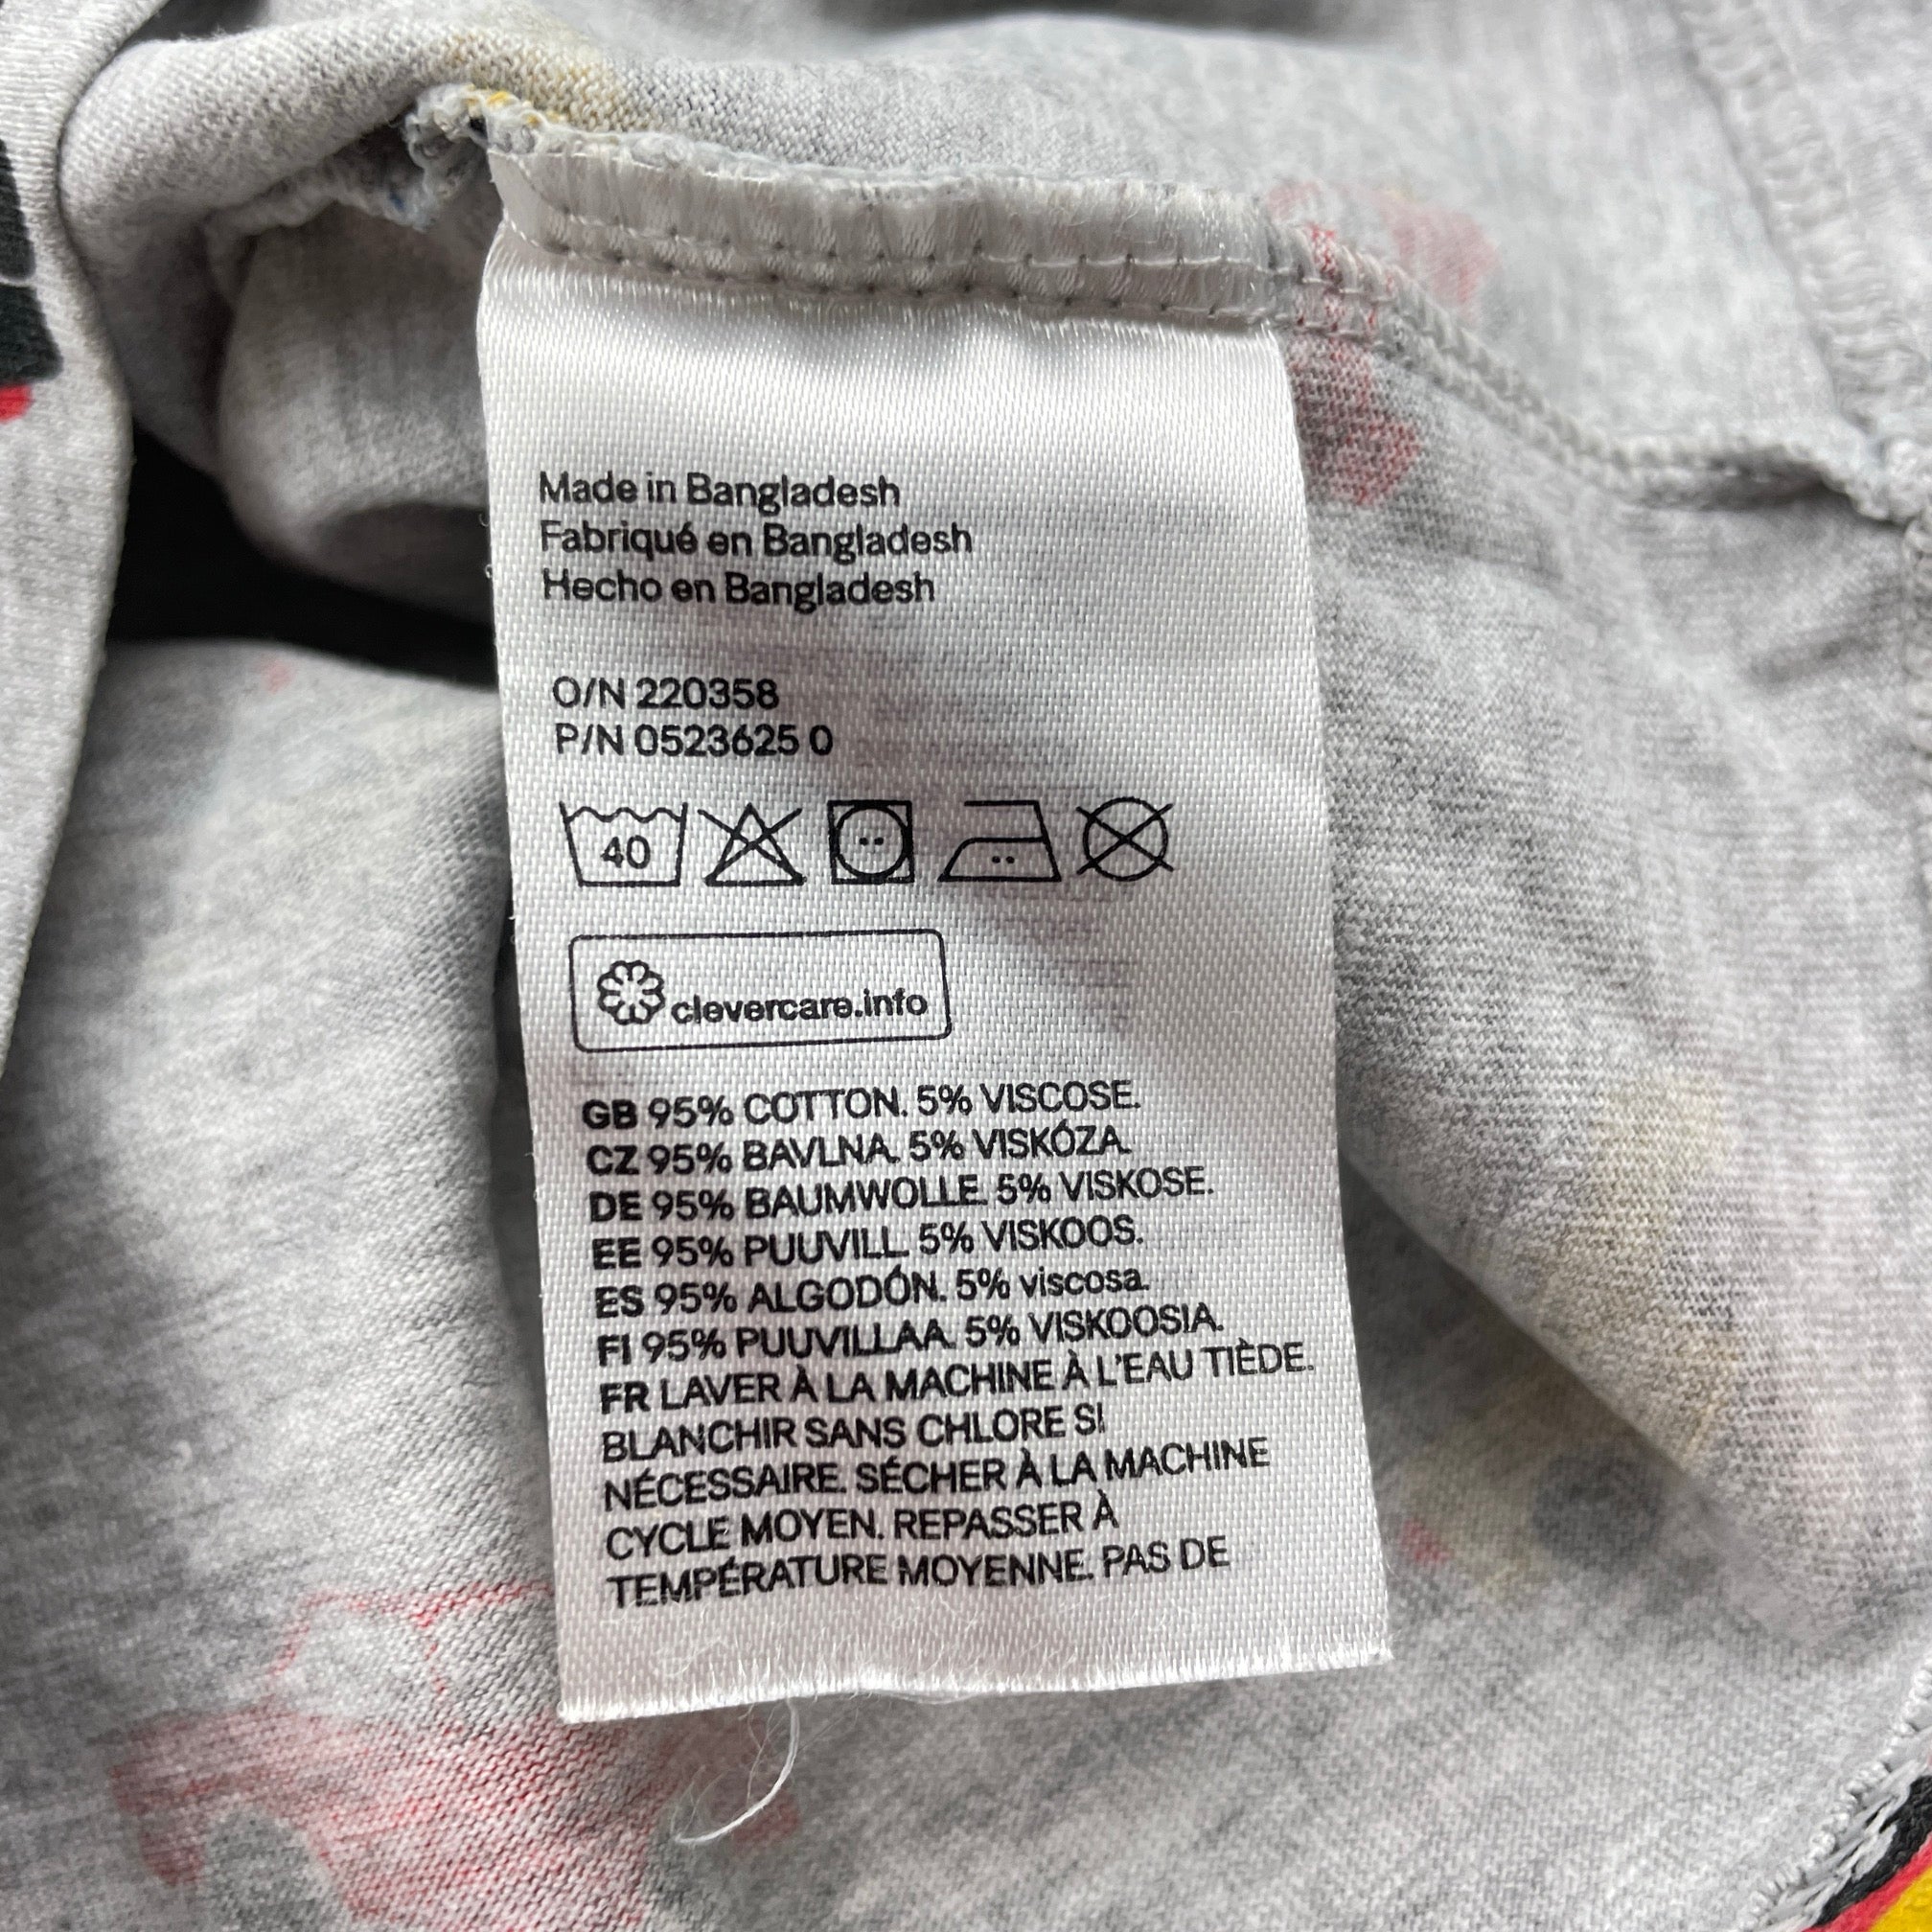 Made in Bangladesh
Fabriqué en Bangladesh
Hecho en Bangladesh
O/N 220358
P/N 0523625 0
40
clevercare.info
GB 95% COTTON. 5% VISCOSE.
CZ 95% BAVLNA. 5% VISKÓZA.
DE 95% BAUMWOLLE. 5% VISKOSE.
EE 95% PUUVILL. 5% VISKOOS.
ES 95% ALGODÓN. 5% viscosa.
FI 95% PUUVILLAA. 5% VISKOOSIA.
FR LAVER À LA MACHINE À L'EAU TIÈDE.
BLANCHIR SANS CHLORE SI
NÉCESSAIRE. SÉCHER À LA MACHINE
CYCLE MOYEN. REPASSER À
TEMPÉRATURE MOYENNE. PAS DE